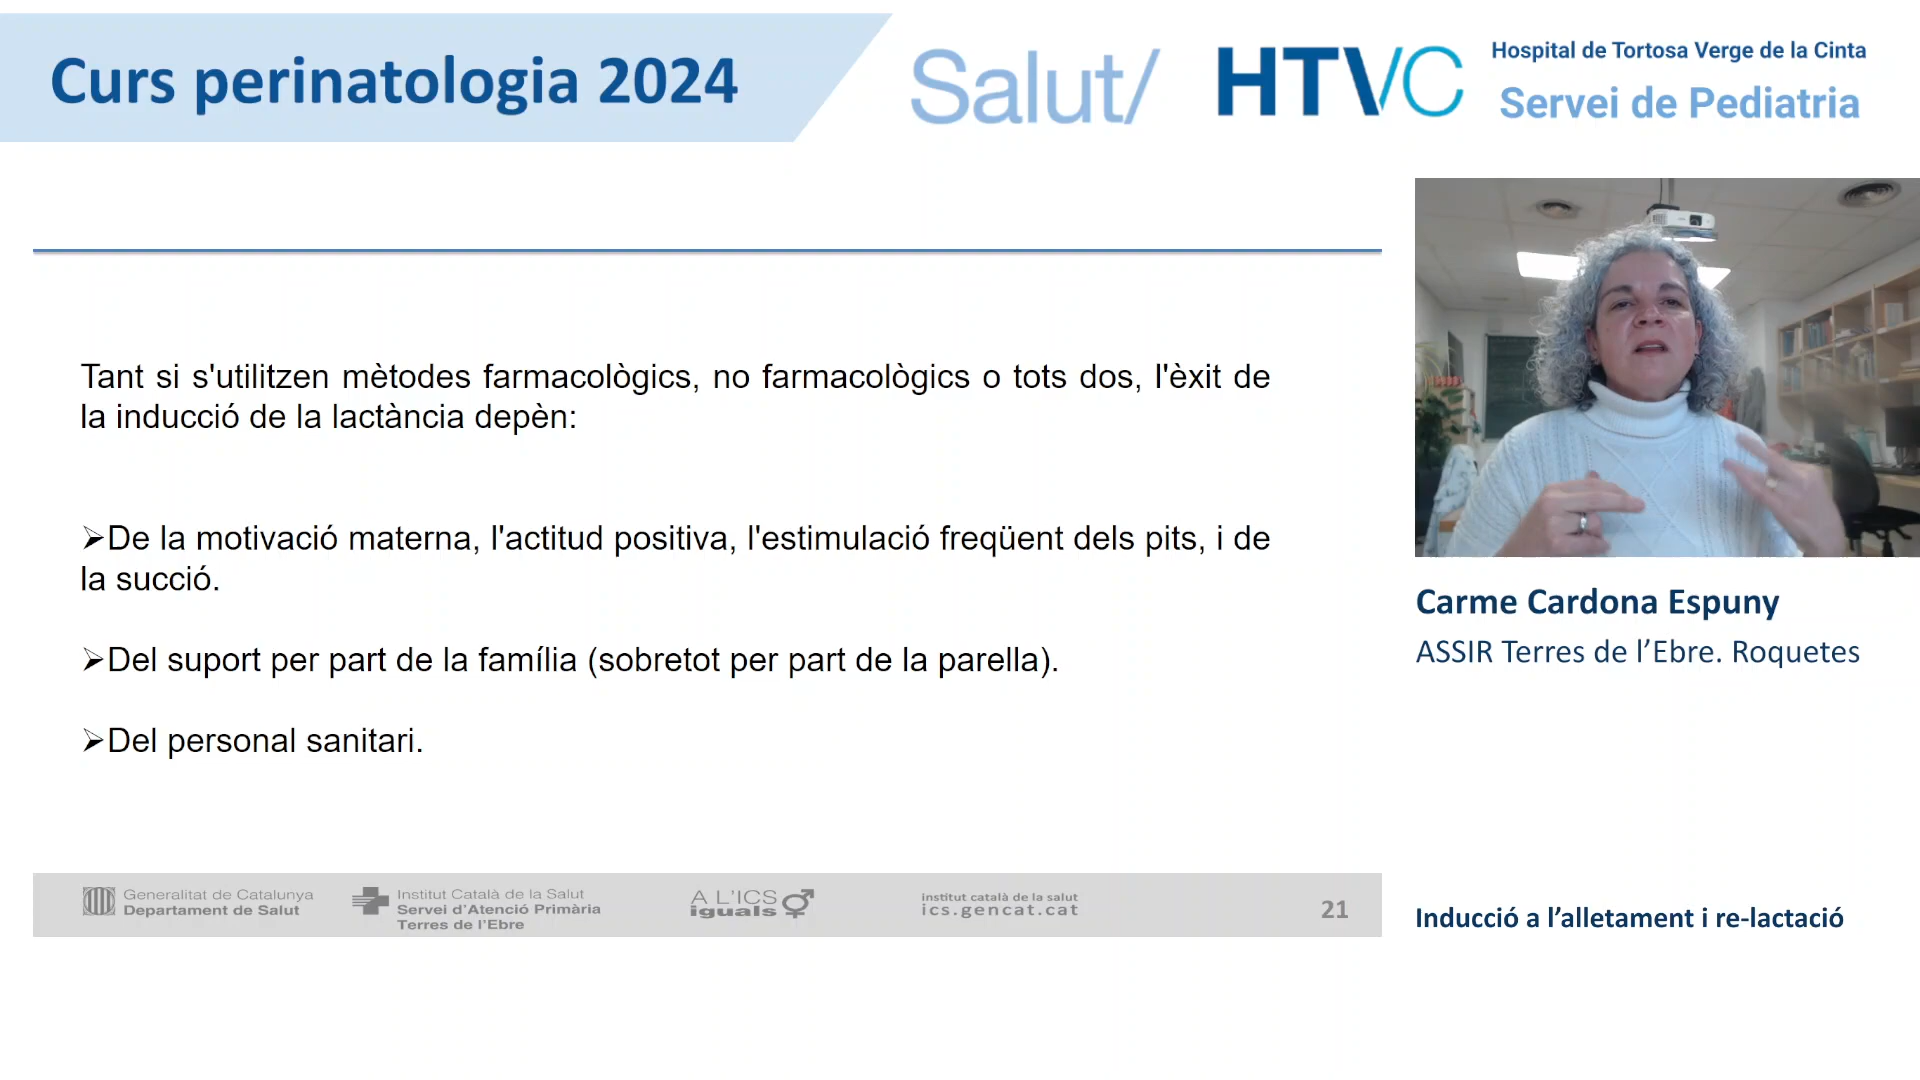 Curs perinatologia 2024
Salut/
HTVC
Hospital de Tortosa Verge de la Cinta
Servei de Pediatria
Tant si s'utilitzen mètodes farmacològics, no farmacològics o tots dos, l'èxit de
la inducció de la lactància depèn:
➢De la motivació materna, l'actitud positiva, l'estimulació freqüent dels pits, i de
la succió.
➢Del suport per part de la família (sobretot per part de la parella).
➢Del personal sanitari.
Carme Cardona Espuny
ASSIR Terres de l’Ebre. Roquetes
Generalitat de Catalunya
Departament de Salut
Institut Català de la Salut
Servei d'Atenció Primària
Terres de l'Ebre
A L'ICS
iguals
institut català de la salut
ics.gencat.cat
21
Inducció a l’alletament i re-lactació